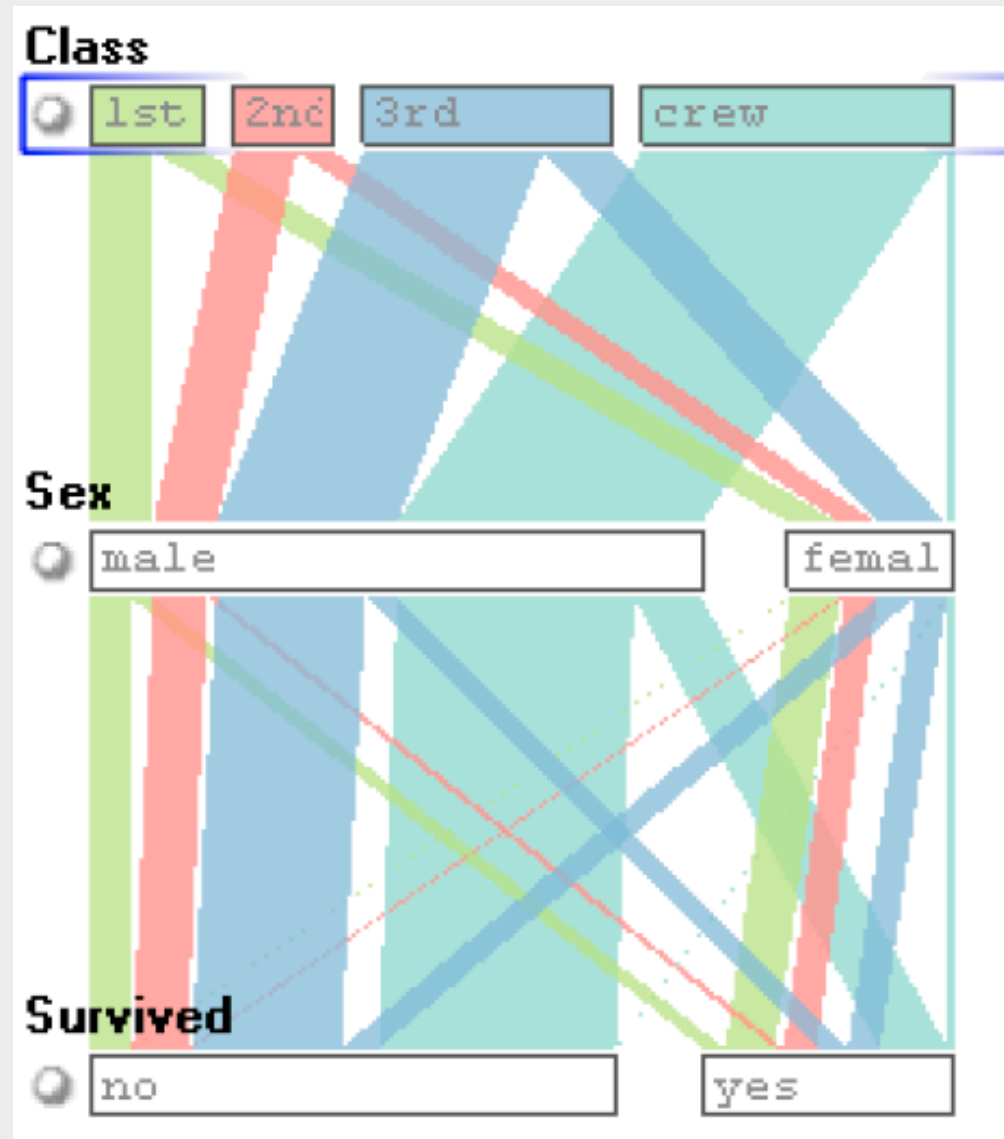 Class
1st 2nd 3rd crew
Sex
male femal
Survived
no yes